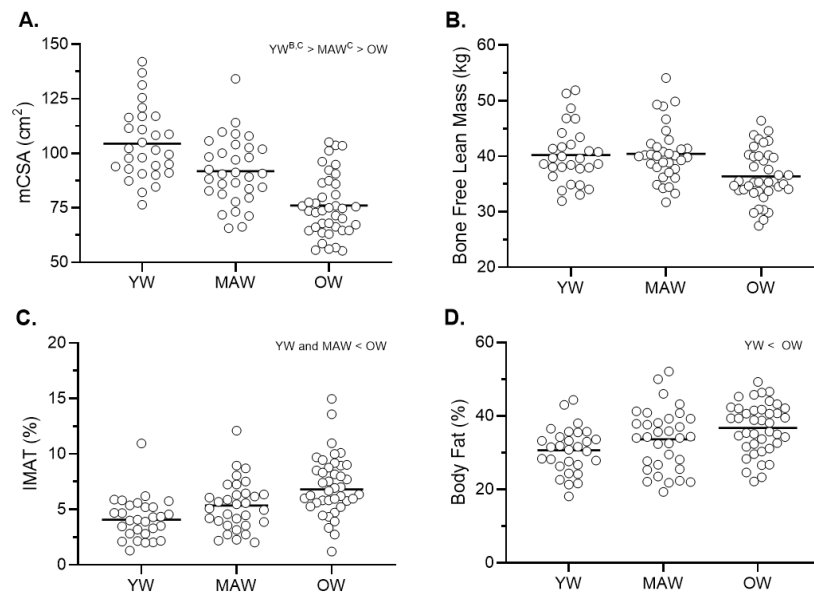 A.
YWᴮ,ᶜ > MAWᶜ > OW
mCSA (cm²)
150
125
100
75
50
YW MAW OW
B.
Bone Free Lean Mass (kg)
60
50
40
30
20
YW MAW OW
C.
YW and MAW < OW
IMAT (%)
20
15
10
5
0
YW MAW OW
D.
YW < OW
Body Fat (%)
60
40
20
0
YW MAW OW